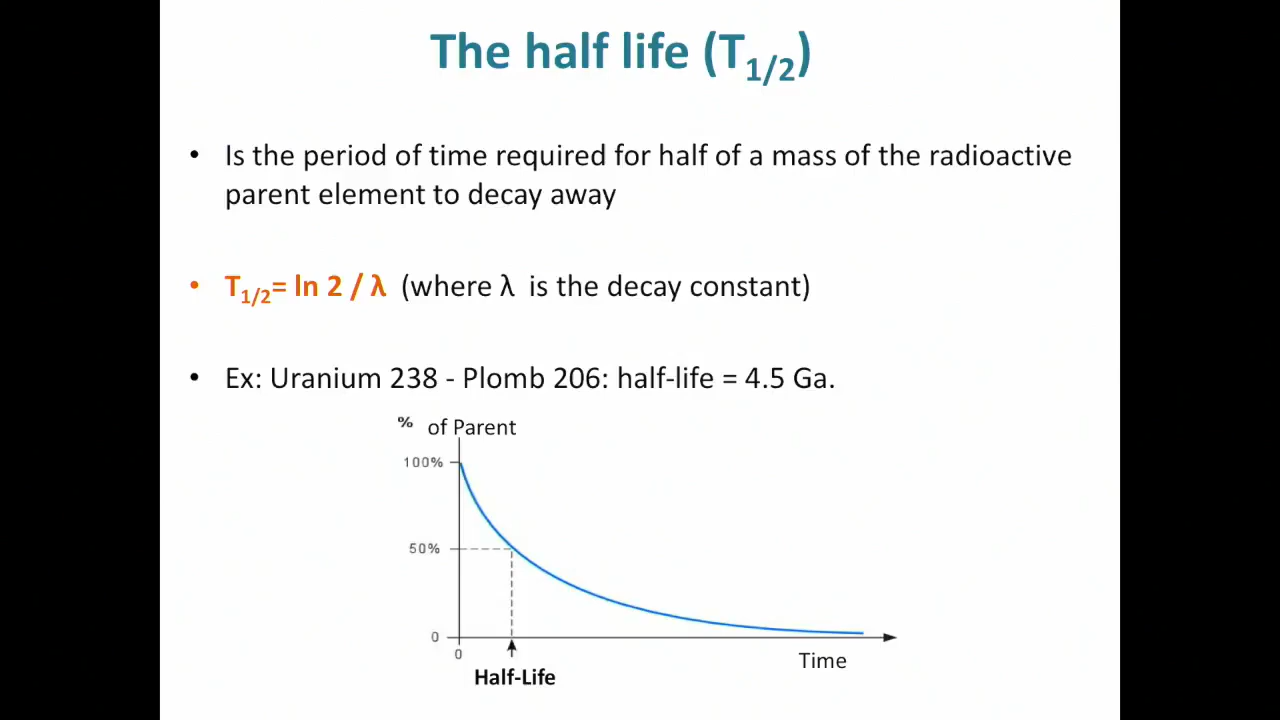 The half life (T1/2)
• Is the period of time required for half of a mass of the radioactive
parent element to decay away
• T1/2= ln 2 / λ (where λ is the decay constant)
• Ex: Uranium 238 - Plomb 206: half-life = 4.5 Ga.
% of Parent
100%
50%
0
0
Half-Life
Time